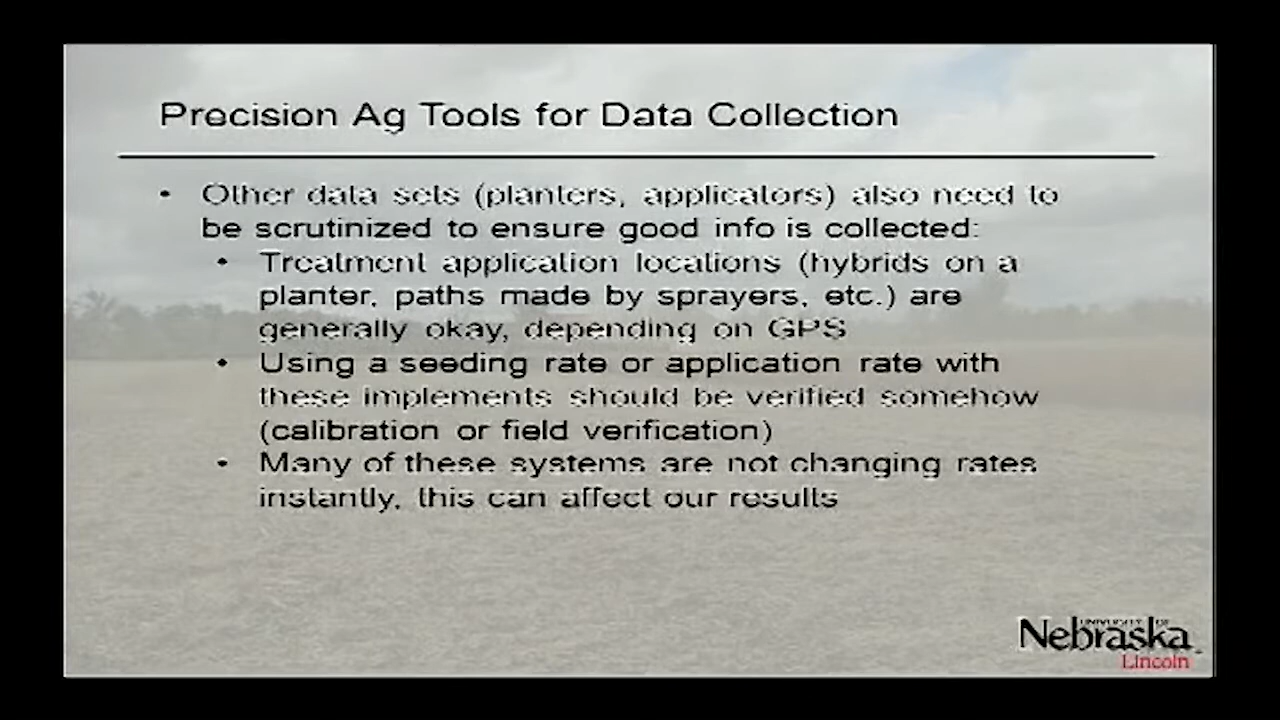 Precision Ag Tools for Data Collection
• Other data sets (planters, applicators) also need to
be scrutinized to ensure good info is collected:
• Treatment application locations (hybrids on a
planter, paths made by sprayers, etc.) are
generally okay, depending on GPS
• Using a seeding rate or application rate with
these implements should be verified somehow
(calibration or field verification)
• Many of these systems are not changing rates
instantly, this can affect our results
UNIVERSITY OF
Nebraska
Lincoln